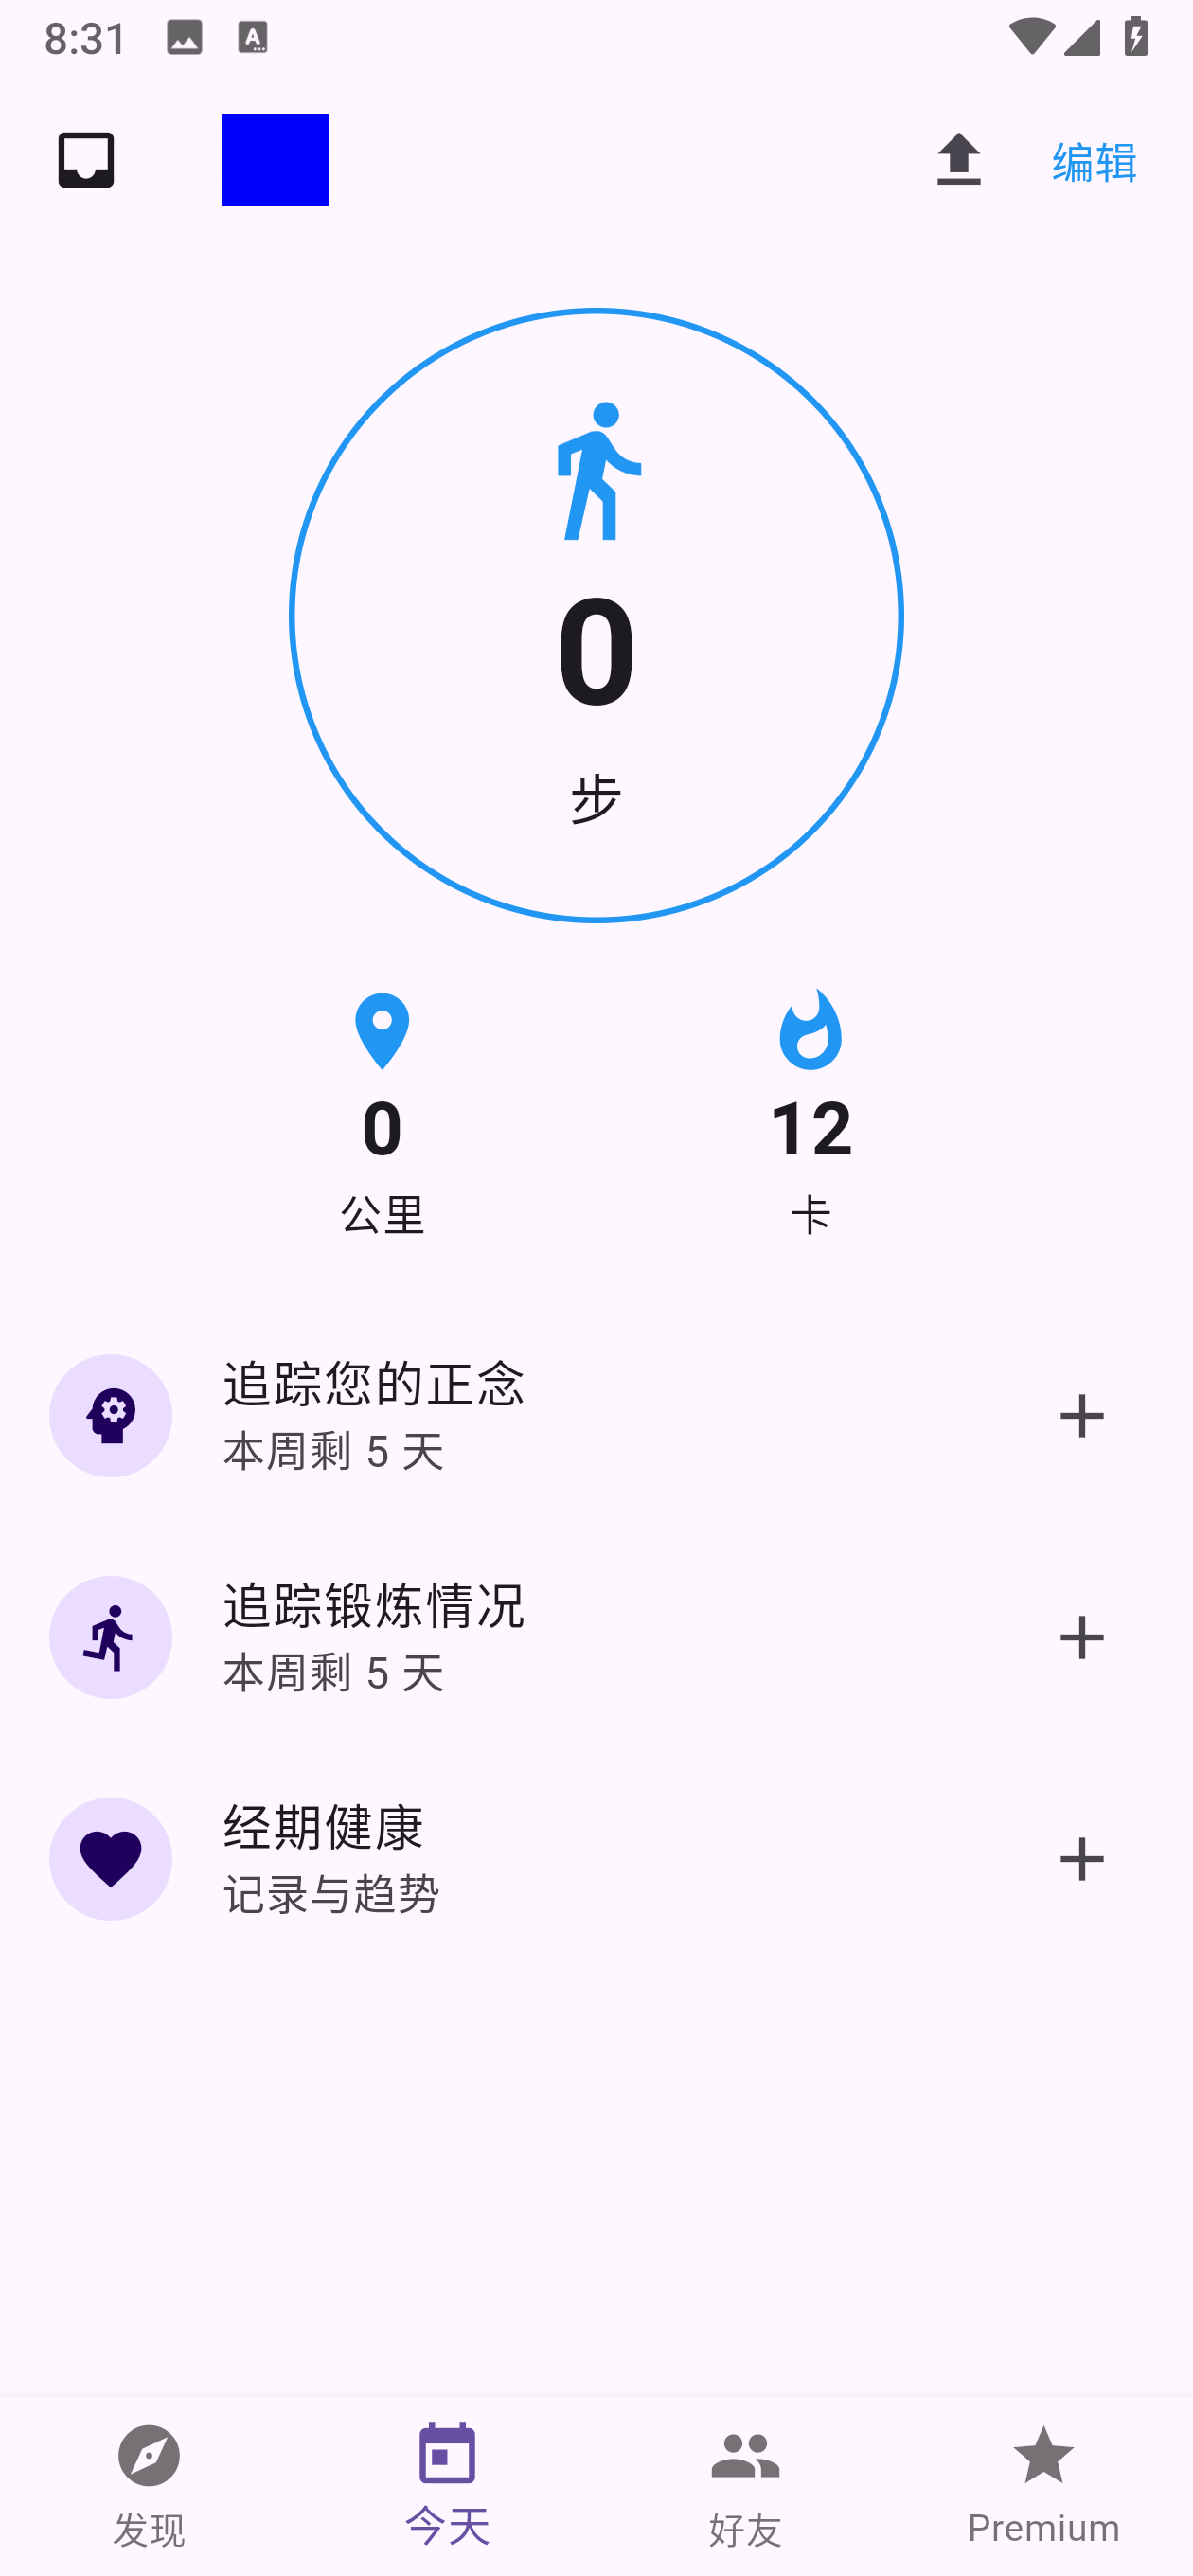 8:31
编辑
0
步
0
公里
12
卡
追踪您的正念
本周剩 5 天
追踪锻炼情况
本周剩 5 天
经期健康
记录与趋势
发现
今天
好友
Premium